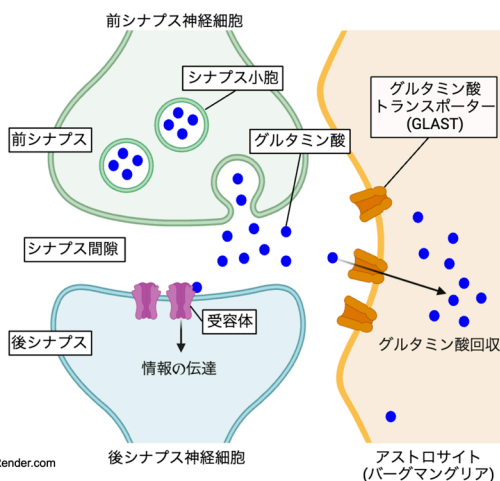 前シナプス神経細胞
シナプス小胞
グルタミン酸
トランスポーター
(GLAST)
前シナプス
グルタミン酸
シナプス間隙
受容体
後シナプス
グルタミン酸回収
情報の伝達
後シナプス神経細胞
アストロサイト
(バーグマングリア)
ender.com